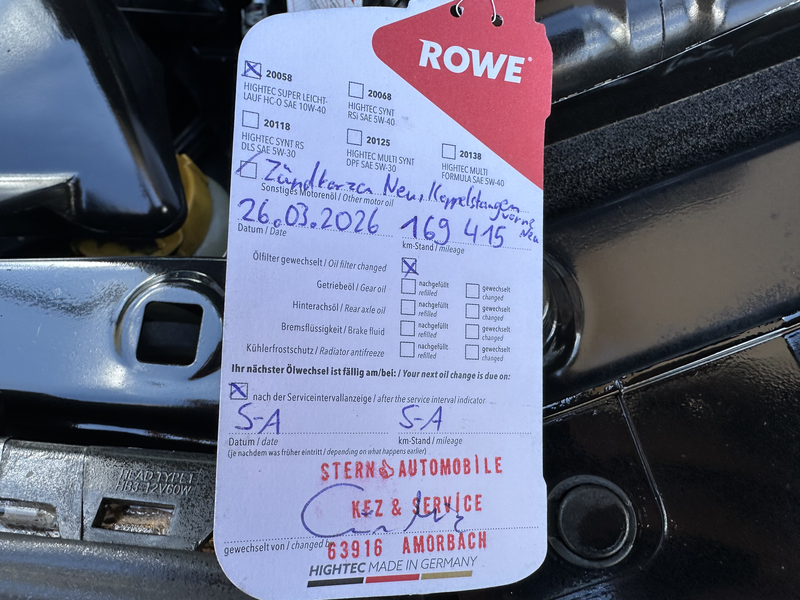 ROWE®
☒ 20058
HIGHTEC SUPER LEICHT-
LAUF HC-O SAE 10W-40
☐ 20068
HIGHTEC SYNT
RSi SAE 5W-40
☐ 20118
HIGHTEC SYNT RS
DLS SAE 5W-30
☐ 20125
HIGHTEC MULTI SYNT
DPF SAE 5W-30
☐ 20138
HIGHTEC MULTI
FORMULA SAE 5W-40
Zündkerzen Neu, Koppelstangen vorne Neu
Sonstiges Motorenöl / Other motor oil
26.03.2026 169 415
Datum / Date km-Stand / mileage
Ölfilter gewechselt / Oil filter changed ☒
Getriebeöl / Gear oil ☐ nachgefüllt refilled ☐ gewechselt changed
Hinterachsöl / Rear axle oil ☐ nachgefüllt refilled ☐ gewechselt changed
Bremsflüssigkeit / Brake fluid ☐ nachgefüllt refilled ☐ gewechselt changed
Kühlerfrostschutz / Radiator antifreeze ☐ nachgefüllt refilled ☐ gewechselt changed
Ihr nächster Ölwechsel ist fällig am/bei: / Your next oil change is due on:
☒ nach der Serviceintervallanzeige / after the service interval indicator
S-A S-A
Datum / date km-Stand / mileage
(je nachdem was früher eintritt / depending on what happens earlier)
STERN AUTOMOBILE
KFZ & SERVICE
63916 AMORBACH
gewechselt von / changed by
HIGHTEC MADE IN GERMANY
HEAD TYPE 1
HB3-12V60W